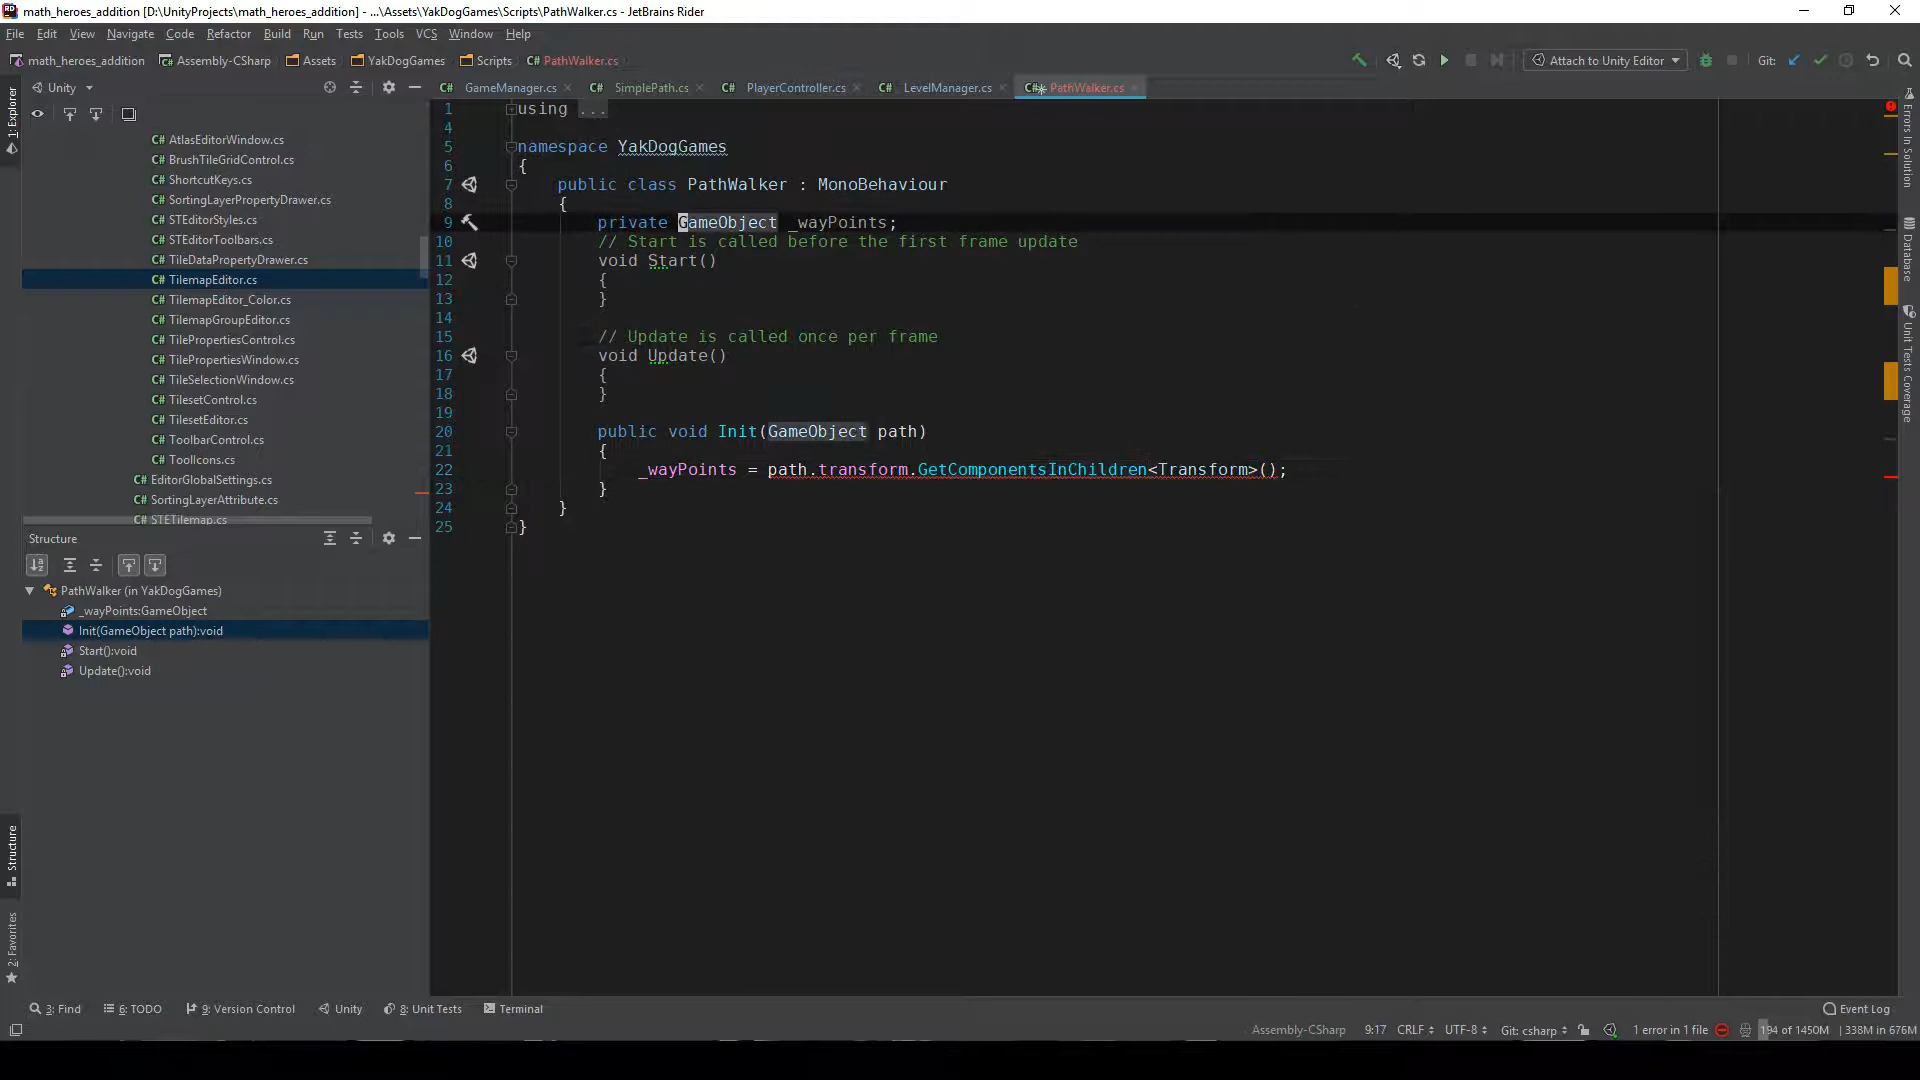 math_heroes_addition [D:\UnityProjects\math_heroes_addition] - ...\Assets\YakDogGames\Scripts\PathWalker.cs - JetBrains Rider
File Edit View Navigate Code Refactor Build Run Tests Tools VCS Window Help
math_heroes_addition Assembly-CSharp Assets YakDogGames Scripts C# PathWalker.cs
Attach to Unity Editor Git:
1: Explorer
Unity
C# GameManager.cs C# SimplePath.cs C# PlayerController.cs C# LevelManager.cs C# PathWalker.cs
C# AtlasEditorWindow.cs
C# BrushTileGridControl.cs
C# ShortcutKeys.cs
C# SortingLayerPropertyDrawer.cs
C# STEditorStyles.cs
C# STEditorToolbars.cs
C# TileDataPropertyDrawer.cs
C# TilemapEditor.cs
C# TilemapEditor_Color.cs
C# TilemapGroupEditor.cs
C# TilePropertiesControl.cs
C# TilePropertiesWindow.cs
C# TileSelectionWindow.cs
C# TilesetControl.cs
C# TilesetEditor.cs
C# ToolbarControl.cs
C# ToolIcons.cs
C# EditorGlobalSettings.cs
C# SortingLayerAttribute.cs
C# STETilemap.cs
Structure
PathWalker (in YakDogGames)
_wayPoints:GameObject
Init(GameObject path):void
Start():void
Update():void
Structure
2: Favorites
1 using ...
4
5 namespace YakDogGames
6 {
7 public class PathWalker : MonoBehaviour
8 {
9 private GameObject _wayPoints;
10 // Start is called before the first frame update
11 void Start()
12 {
13 }
14
15 // Update is called once per frame
16 void Update()
17 {
18 }
19
20 public void Init(GameObject path)
21 {
22 _wayPoints = path.transform.GetComponentsInChildren<Transform>();
23 }
24 }
25 }
Errors In Solution
Database
Unit Tests Coverage
3: Find 6: TODO 9: Version Control Unity 8: Unit Tests Terminal Event Log
Assembly-CSharp 9:17 CRLF UTF-8 Git: csharp 1 error in 1 file 194 of 1450M 338M in 676M